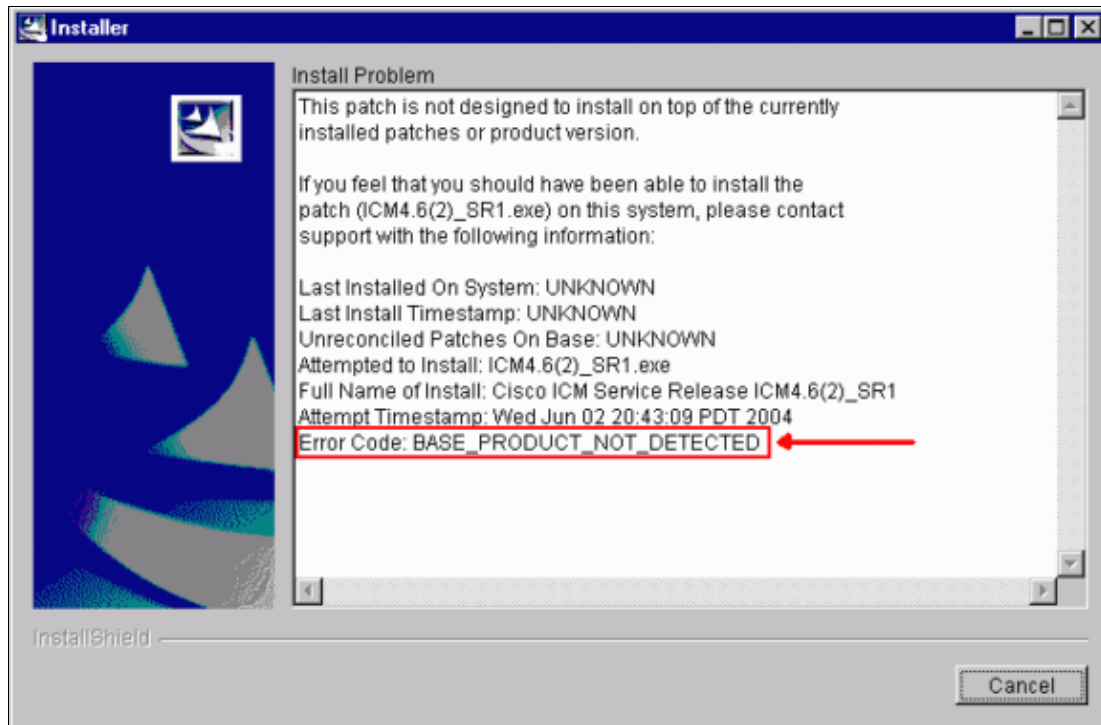 Installer
Install Problem
This patch is not designed to install on top of the currently
installed patches or product version.
If you feel that you should have been able to install the
patch (ICM4.6(2)_SR1.exe) on this system, please contact
support with the following information:
Last Installed On System: UNKNOWN
Last Install Timestamp: UNKNOWN
Unreconciled Patches On Base: UNKNOWN
Attempted to Install: ICM4.6(2)_SR1.exe
Full Name of Install: Cisco ICM Service Release ICM4.6(2)_SR1
Attempt Timestamp: Wed Jun 02 20:43:09 PDT 2004
Error Code: BASE_PRODUCT_NOT_DETECTED
InstallShield
Cancel